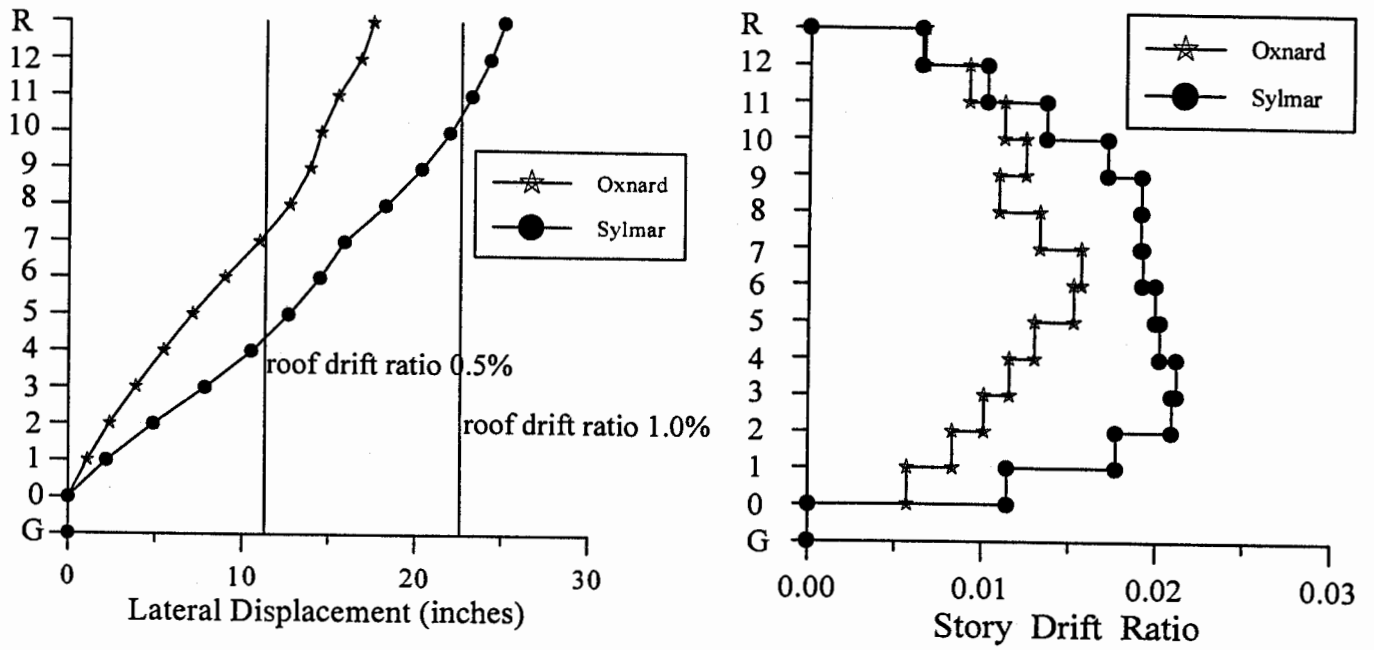 R
12
11
10
9
8
7
6
5
4
3
2
1
0
G
0
10
20
30
Lateral Displacement (inches)
Oxnard
Sylmar
roof drift ratio 0.5%
roof drift ratio 1.0%
R
12
11
10
9
8
7
6
5
4
3
2
1
0
G
0.00
0.01
0.02
0.03
Story Drift Ratio
Oxnard
Sylmar